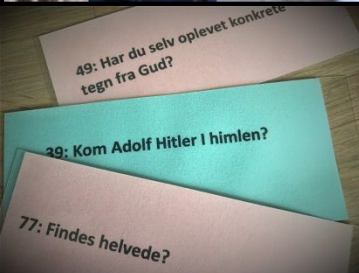 49: Har du selv oplevet konkrete
tegn fra Gud?
39: Kom Adolf Hitler I himlen?
77: Findes helvede?